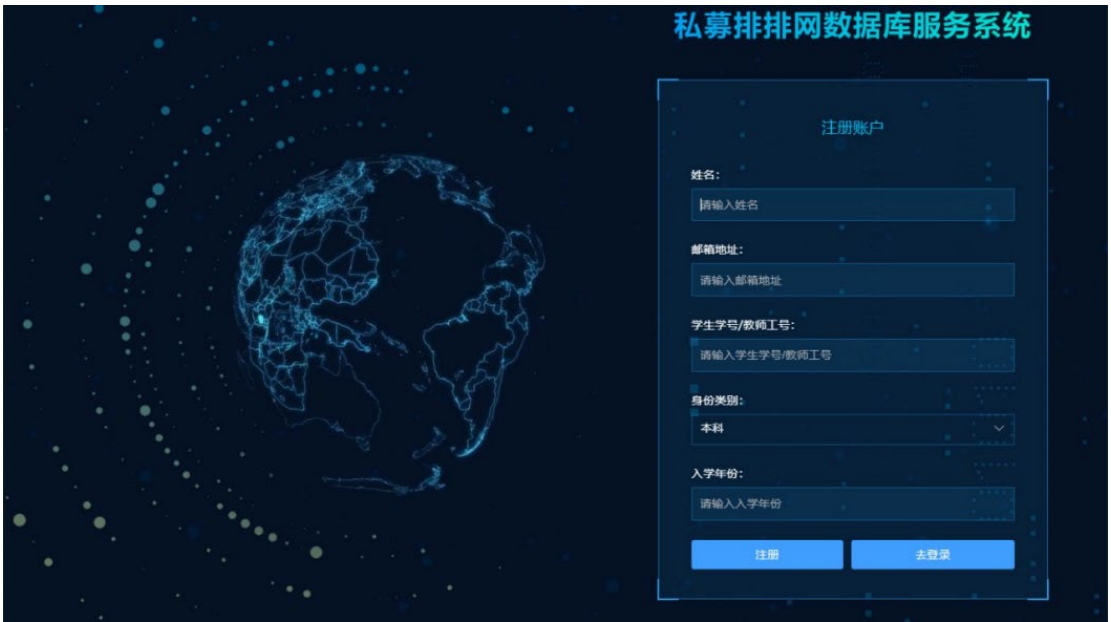 私募排排网数据库服务系统
注册账户
姓名：
请输入姓名
邮箱地址：
请输入邮箱地址
学生学号/教师工号：
请输入学生学号/教师工号
身份类别：
本科
入学年份：
请输入入学年份
注册 去登录